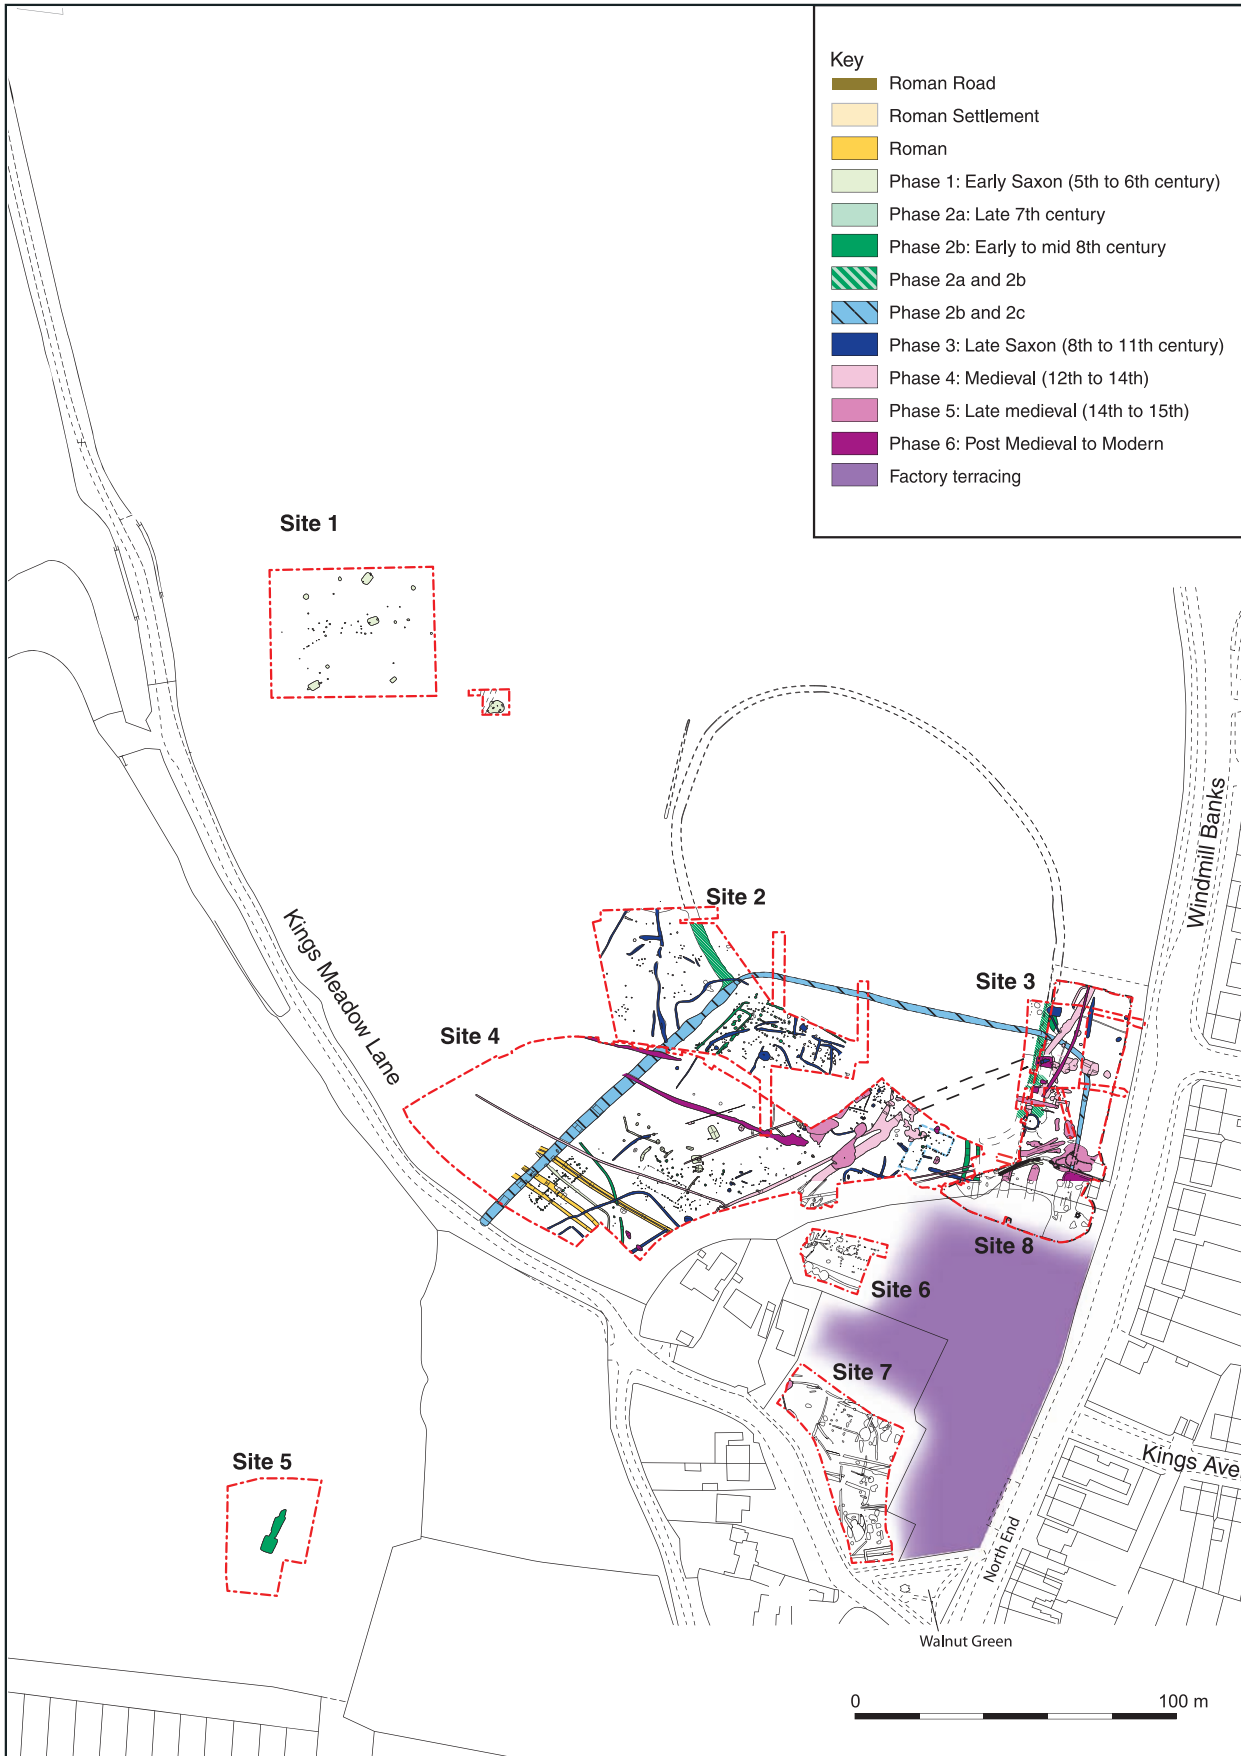 Key
Roman Road
Roman Settlement
Roman
Phase 1: Early Saxon (5th to 6th century)
Phase 2a: Late 7th century
Phase 2b: Early to mid 8th century
Phase 2a and 2b
Phase 2b and 2c
Phase 3: Late Saxon (8th to 11th century)
Phase 4: Medieval (12th to 14th)
Phase 5: Late medieval (14th to 15th)
Phase 6: Post Medieval to Modern
Factory terracing
Site 1
Windmill Banks
Site 2
Kings Meadow Lane
Site 3
Site 4
Site 8
Site 6
Site 7
Site 5
Kings Ave
North End
Walnut Green
0 100 m